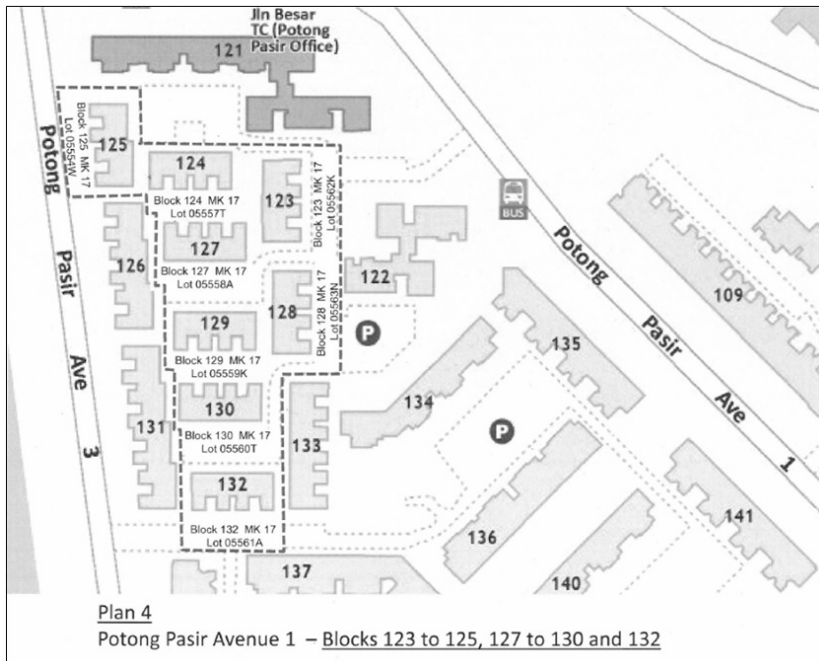 Jln Besar
TC (Potong
Pasir Office)
121
Potong
Pasir
Ave
3
Block 125 MK 17
Lot 05554W
125
124
Block 124 MK 17
Lot 05557T
123
Block 123 MK 17
Lot 05562K
126
127
Block 127 MK 17
Lot 05558A
122
128
Block 128 MK 17
Lot 05563N
129
Block 129 MK 17
Lot 05559K
P
BUS
Potong
Pasir
Ave
1
109
135
134
P
131
130
Block 130 MK 17
Lot 05560T
133
132
Block 132 MK 17
Lot 05561A
136
141
137
140
Plan 4
Potong Pasir Avenue 1 – Blocks 123 to 125, 127 to 130 and 132